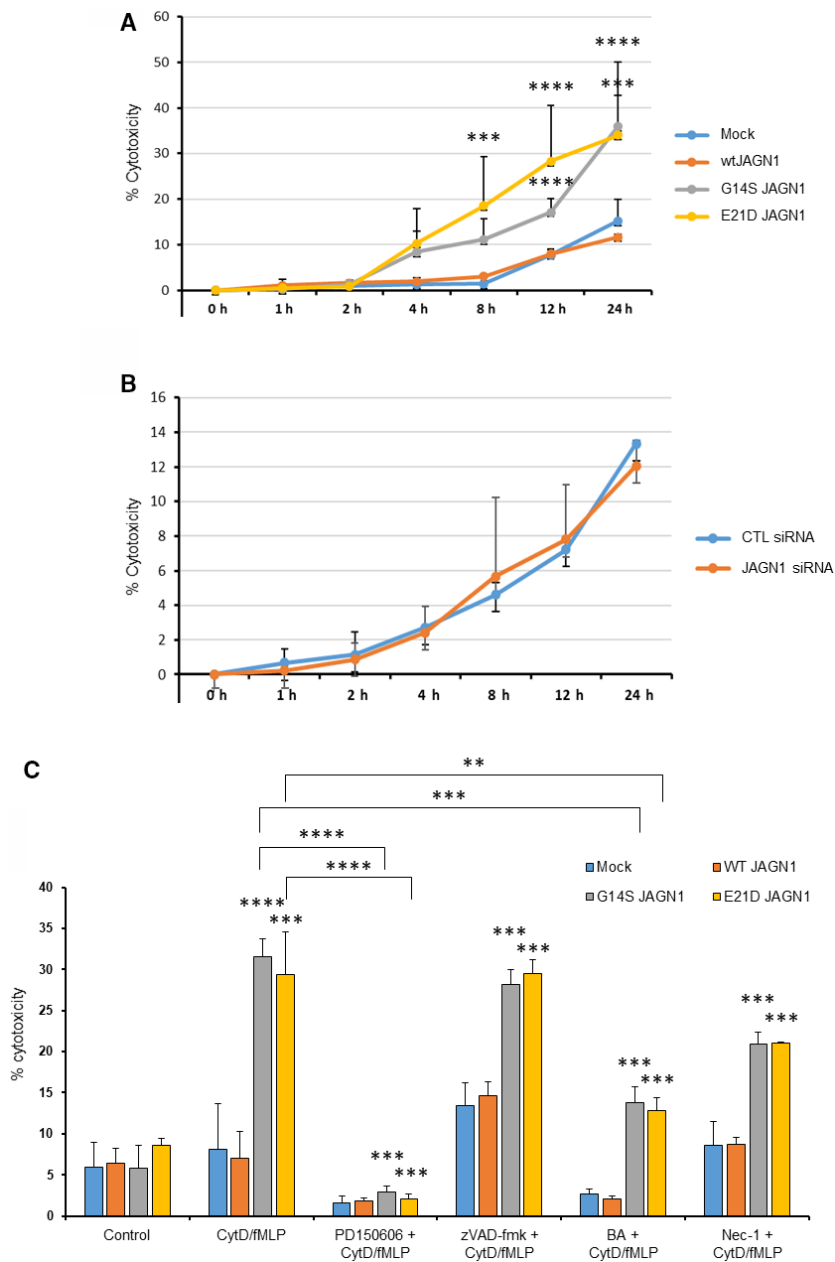 A
60
50
40
30
20
10
0
% Cytotoxicity
****
****
***
***
****
0 h 1 h 2 h 4 h 8 h 12 h 24 h
Mock
wtJAGN1
G14S JAGN1
E21D JAGN1
B
16
14
12
10
8
6
4
2
0
% Cytotoxicity
0 h 1 h 2 h 4 h 8 h 12 h 24 h
CTL siRNA
JAGN1 siRNA
C
**
***
****
****
Mock WT JAGN1
G14S JAGN1 E21D JAGN1
40
35
30
25
20
15
10
5
0
% cytotoxicity
****
***
***
***
***
***
***
***
***
***
Control CytD/fMLP PD150606 + zVAD-fmk + BA + Nec-1 +
CytD/fMLP CytD/fMLP CytD/fMLP CytD/fMLP